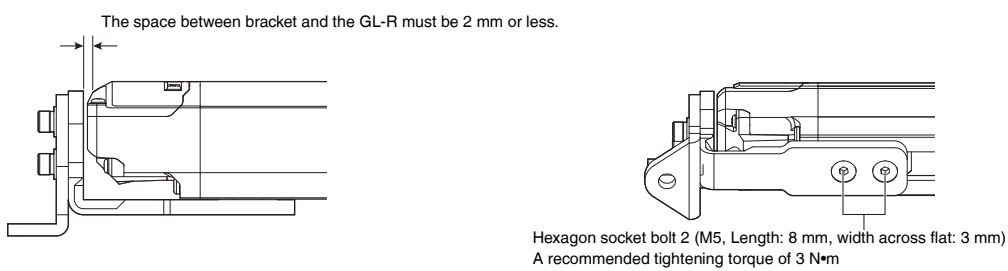 The space between bracket and the GL-R must be 2 mm or less.
Hexagon socket bolt 2 (M5, Length: 8 mm, width across flat: 3 mm)
A recommended tightening torque of 3 N•m